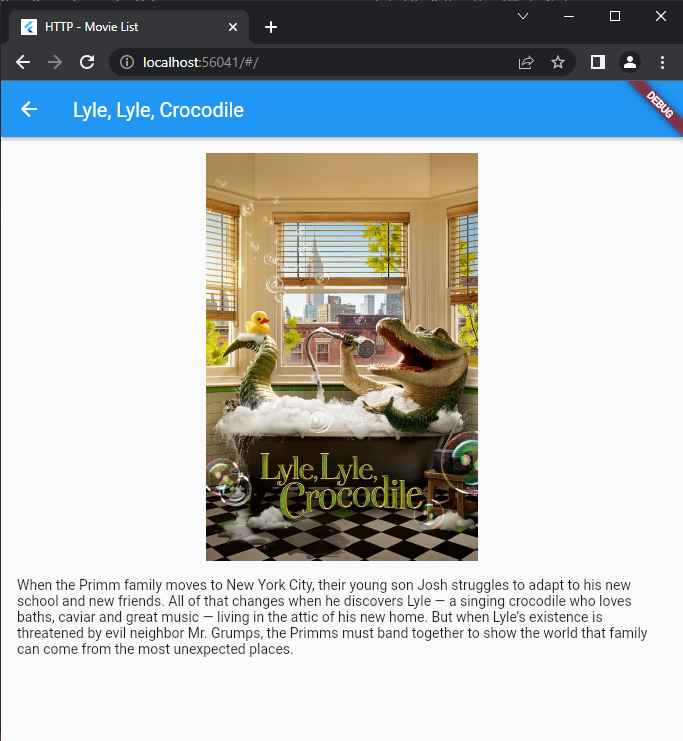 HTTP - Movie List
localhost:56041/#/
Lyle, Lyle, Crocodile
DEBUG
Lyle, Lyle,
Crocodile
When the Primm family moves to New York City, their young son Josh struggles to adapt to his new
school and new friends. All of that changes when he discovers Lyle — a singing crocodile who loves
baths, caviar and great music — living in the attic of his new home. But when Lyle’s existence is
threatened by evil neighbor Mr. Grumps, the Primms must band together to show the world that family
can come from the most unexpected places.